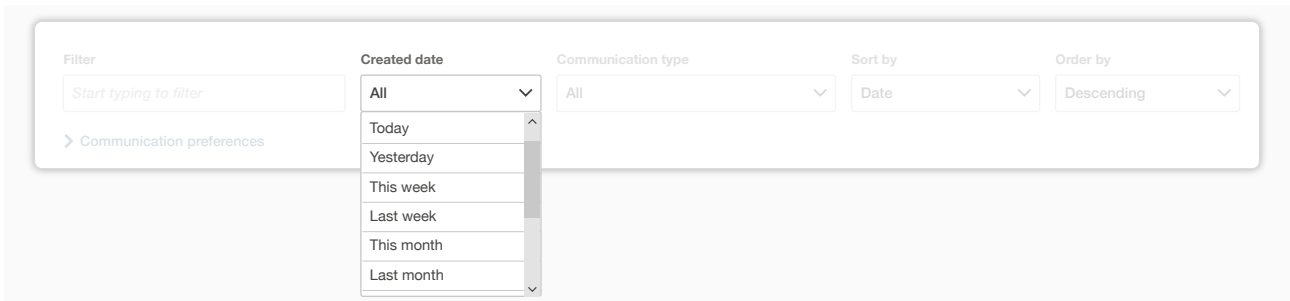 Filter
Created date
Communication type
Sort by
Order by
Start typing to filter
All
All
Date
Descending
Communication preferences
Today
Yesterday
This week
Last week
This month
Last month